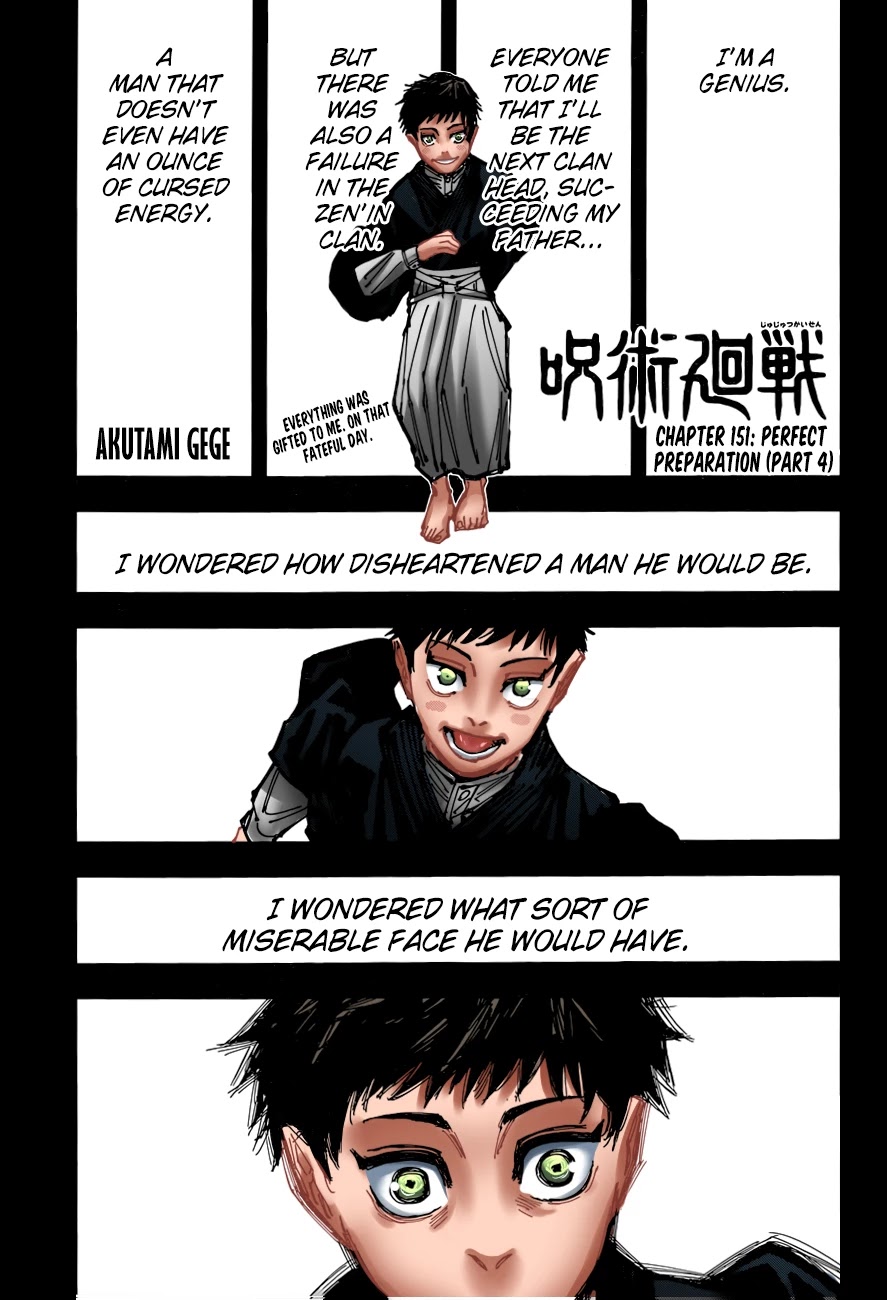 I'M A
GENIUS.
EVERYONE
TOLD ME
THAT I'LL
BE THE
NEXT CLAN
HEAD, SUC-
CEEDING MY
FATHER...
BUT
THERE
WAS
ALSO A
FAILURE
IN THE
ZEN'IN
CLAN.
A
MAN THAT
DOESN'T
EVEN HAVE
AN OUNCE
OF CURSED
ENERGY.
じゅじゅつかいせん
呪術廻戦
CHAPTER 151: PERFECT
PREPARATION (PART 4)
EVERYTHING WAS
GIFTED TO ME. ON THAT
FATEFUL DAY.
AKUTAMI GEGE
I WONDERED HOW DISHEARTENED A MAN HE WOULD BE.
I WONDERED WHAT SORT OF
MISERABLE FACE HE WOULD HAVE.